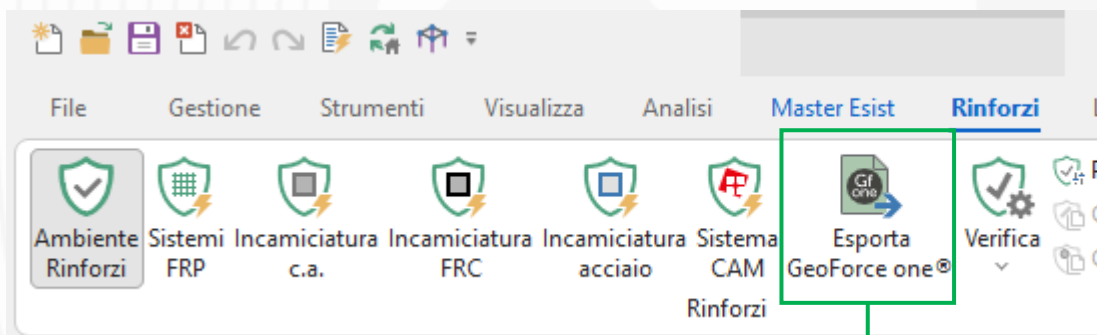 File Gestione Strumenti Visualizza Analisi Master Esist Rinforzi
Gf
one
Ambiente Sistemi Incamiciatura Incamiciatura Incamiciatura Sistema Esporta Verifica
Rinforzi FRP c.a. FRC acciaio CAM GeoForce one®
Rinforzi